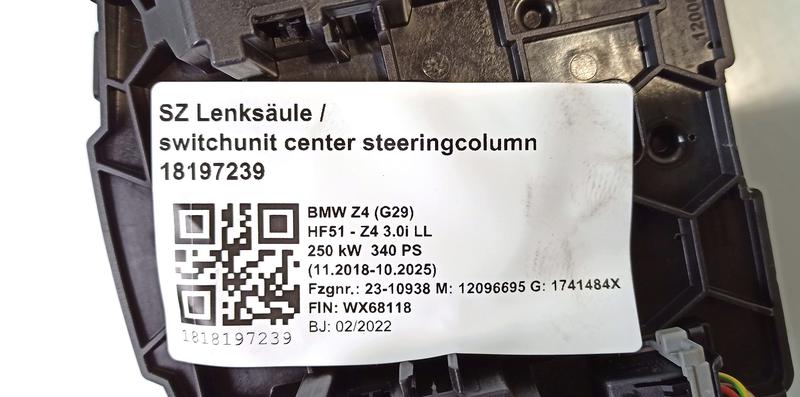 SZ Lenksäule /
switchunit center steeringcolumn
18197239
BMW Z4 (G29)
HF51 - Z4 3.0i LL
250 kW 340 PS
(11.2018-10.2025)
Fzgnr.: 23-10938 M: 12096695 G: 1741484X
FIN: WX68118
BJ: 02/2022
1818197239